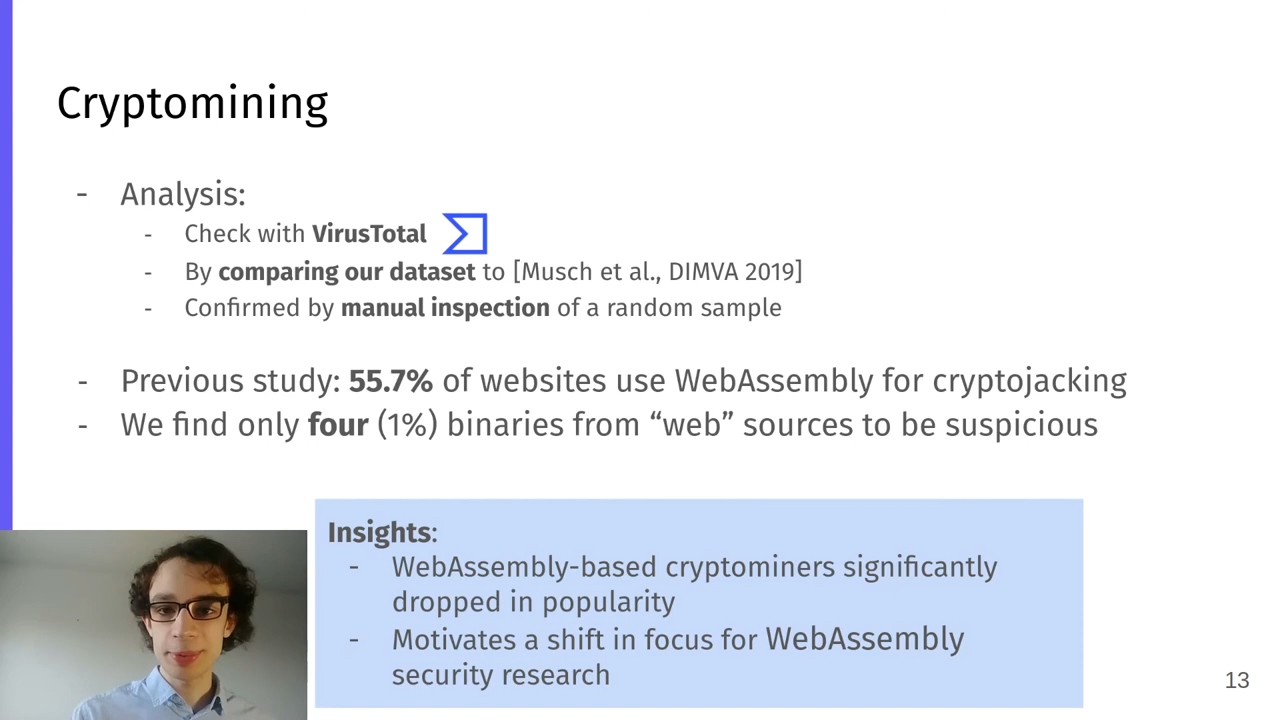 Cryptomining
- Analysis:
- Check with VirusTotal
- By comparing our dataset to [Musch et al., DIMVA 2019]
- Confirmed by manual inspection of a random sample
- Previous study: 55.7% of websites use WebAssembly for cryptojacking
- We find only four (1%) binaries from “web” sources to be suspicious
Insights:
- WebAssembly-based cryptominers significantly
dropped in popularity
- Motivates a shift in focus for WebAssembly
security research
13